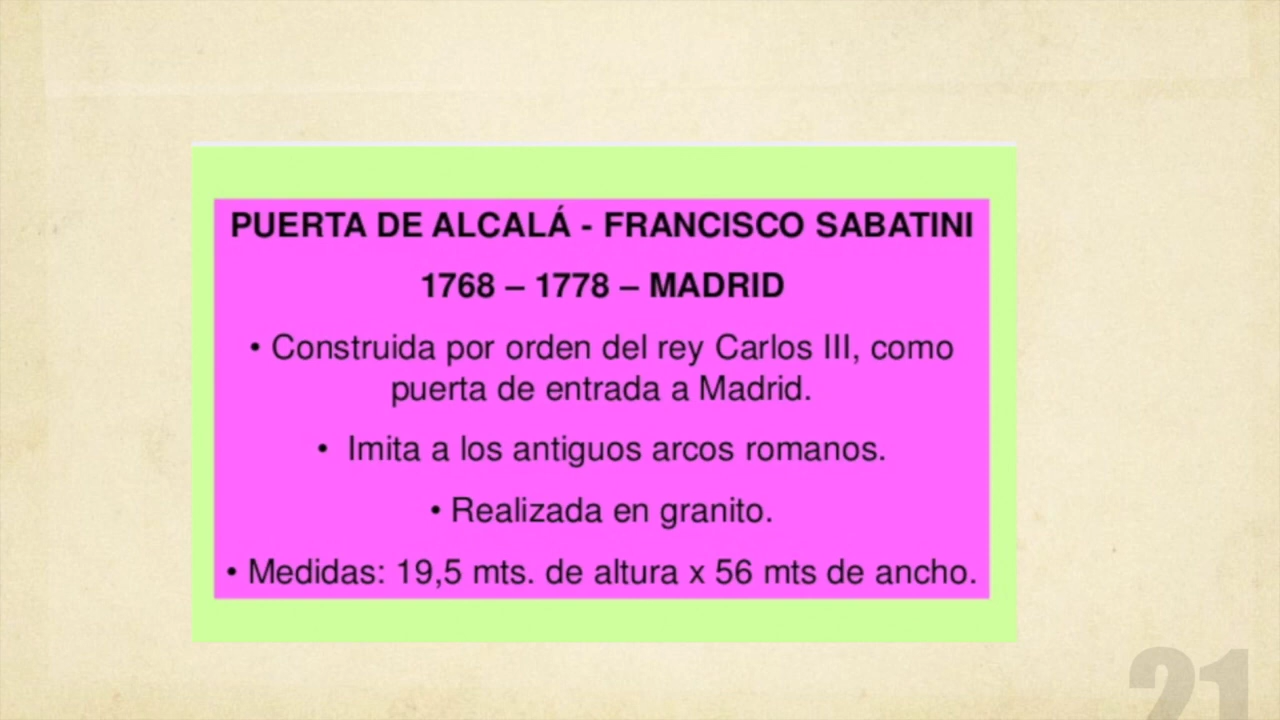 PUERTA DE ALCALÁ - FRANCISCO SABATINI
1768 – 1778 – MADRID
• Construida por orden del rey Carlos III, como
puerta de entrada a Madrid.
• Imita a los antiguos arcos romanos.
• Realizada en granito.
• Medidas: 19,5 mts. de altura x 56 mts de ancho.
21